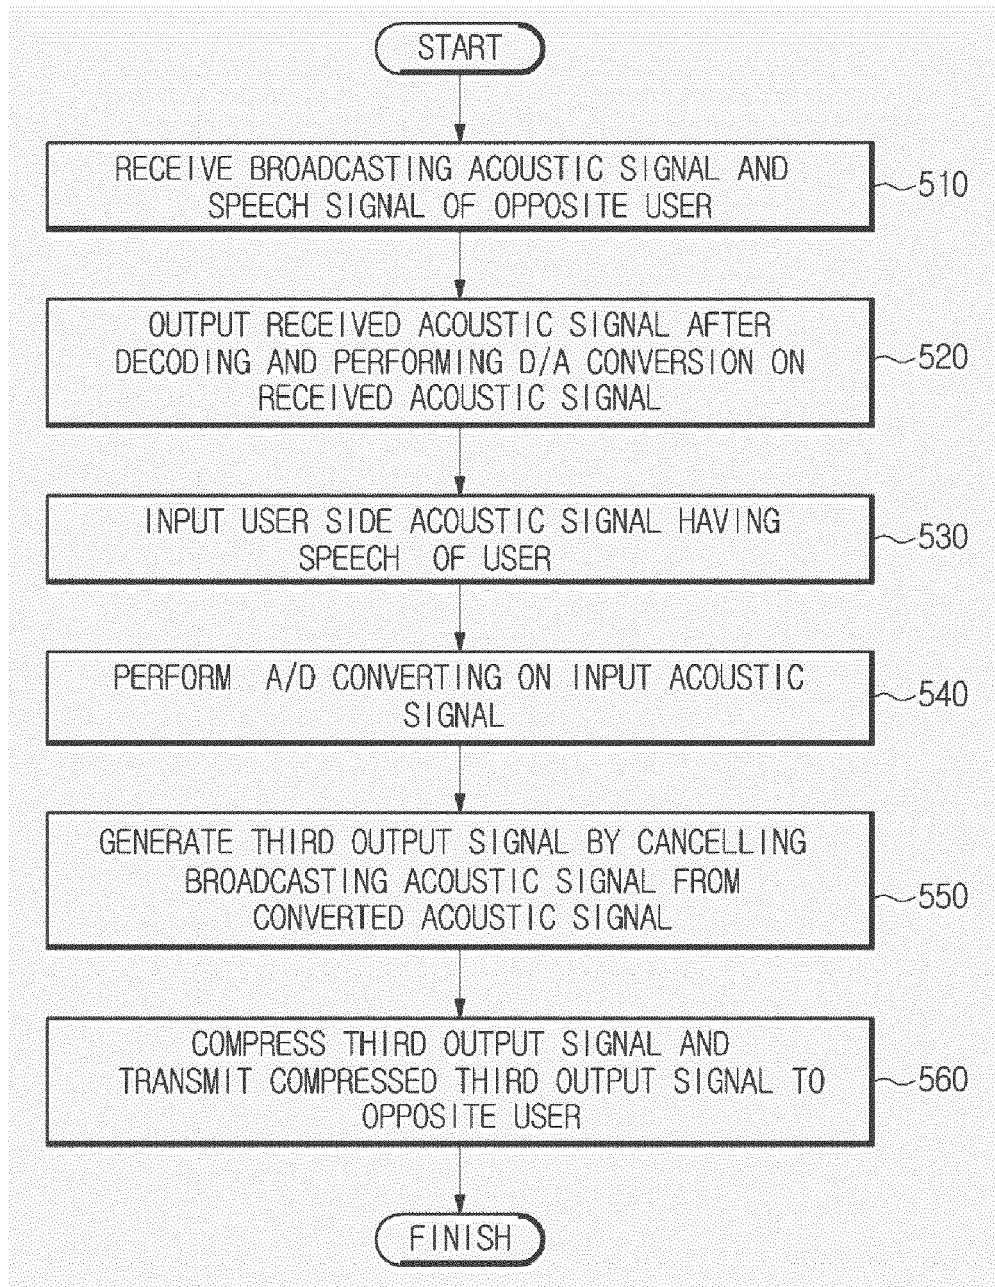 START
RECEIVE BROADCASTING ACOUSTIC SIGNAL AND
SPEECH SIGNAL OF OPPOSITE USER
510
OUTPUT RECEIVED ACOUSTIC SIGNAL AFTER
DECODING AND PERFORMING D/A CONVERSION ON
RECEIVED ACOUSTIC SIGNAL
520
INPUT USER SIDE ACOUSTIC SIGNAL HAVING
SPEECH OF USER
530
PERFORM A/D CONVERTING ON INPUT ACOUSTIC
SIGNAL
540
GENERATE THIRD OUTPUT SIGNAL BY CANCELLING
BROADCASTING ACOUSTIC SIGNAL FROM
CONVERTED ACOUSTIC SIGNAL
550
COMPRESS THIRD OUTPUT SIGNAL AND
TRANSMIT COMPRESSED THIRD OUTPUT SIGNAL TO
OPPOSITE USER
560
FINISH